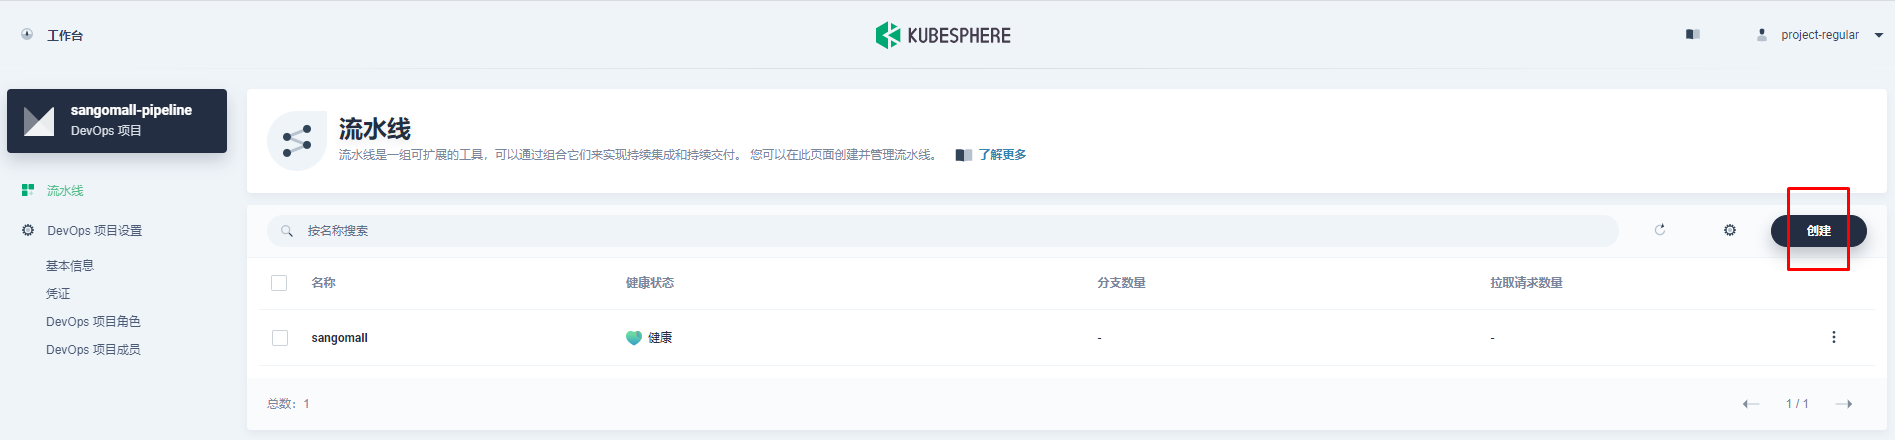 工作台
KUBESPHERE
project-regular
sangomall-pipeline
DevOps 项目
流水线
DevOps 项目设置
基本信息
凭证
DevOps 项目角色
DevOps 项目成员
流水线
流水线是一组可扩展的工具，可以通过组合它们来实现持续集成和持续交付。 您可以在此页面创建并管理流水线。 了解更多
按名称搜索
创建
名称 健康状态 分支数量 拉取请求数量
sangomall 健康 - -
总数：1
1 / 1